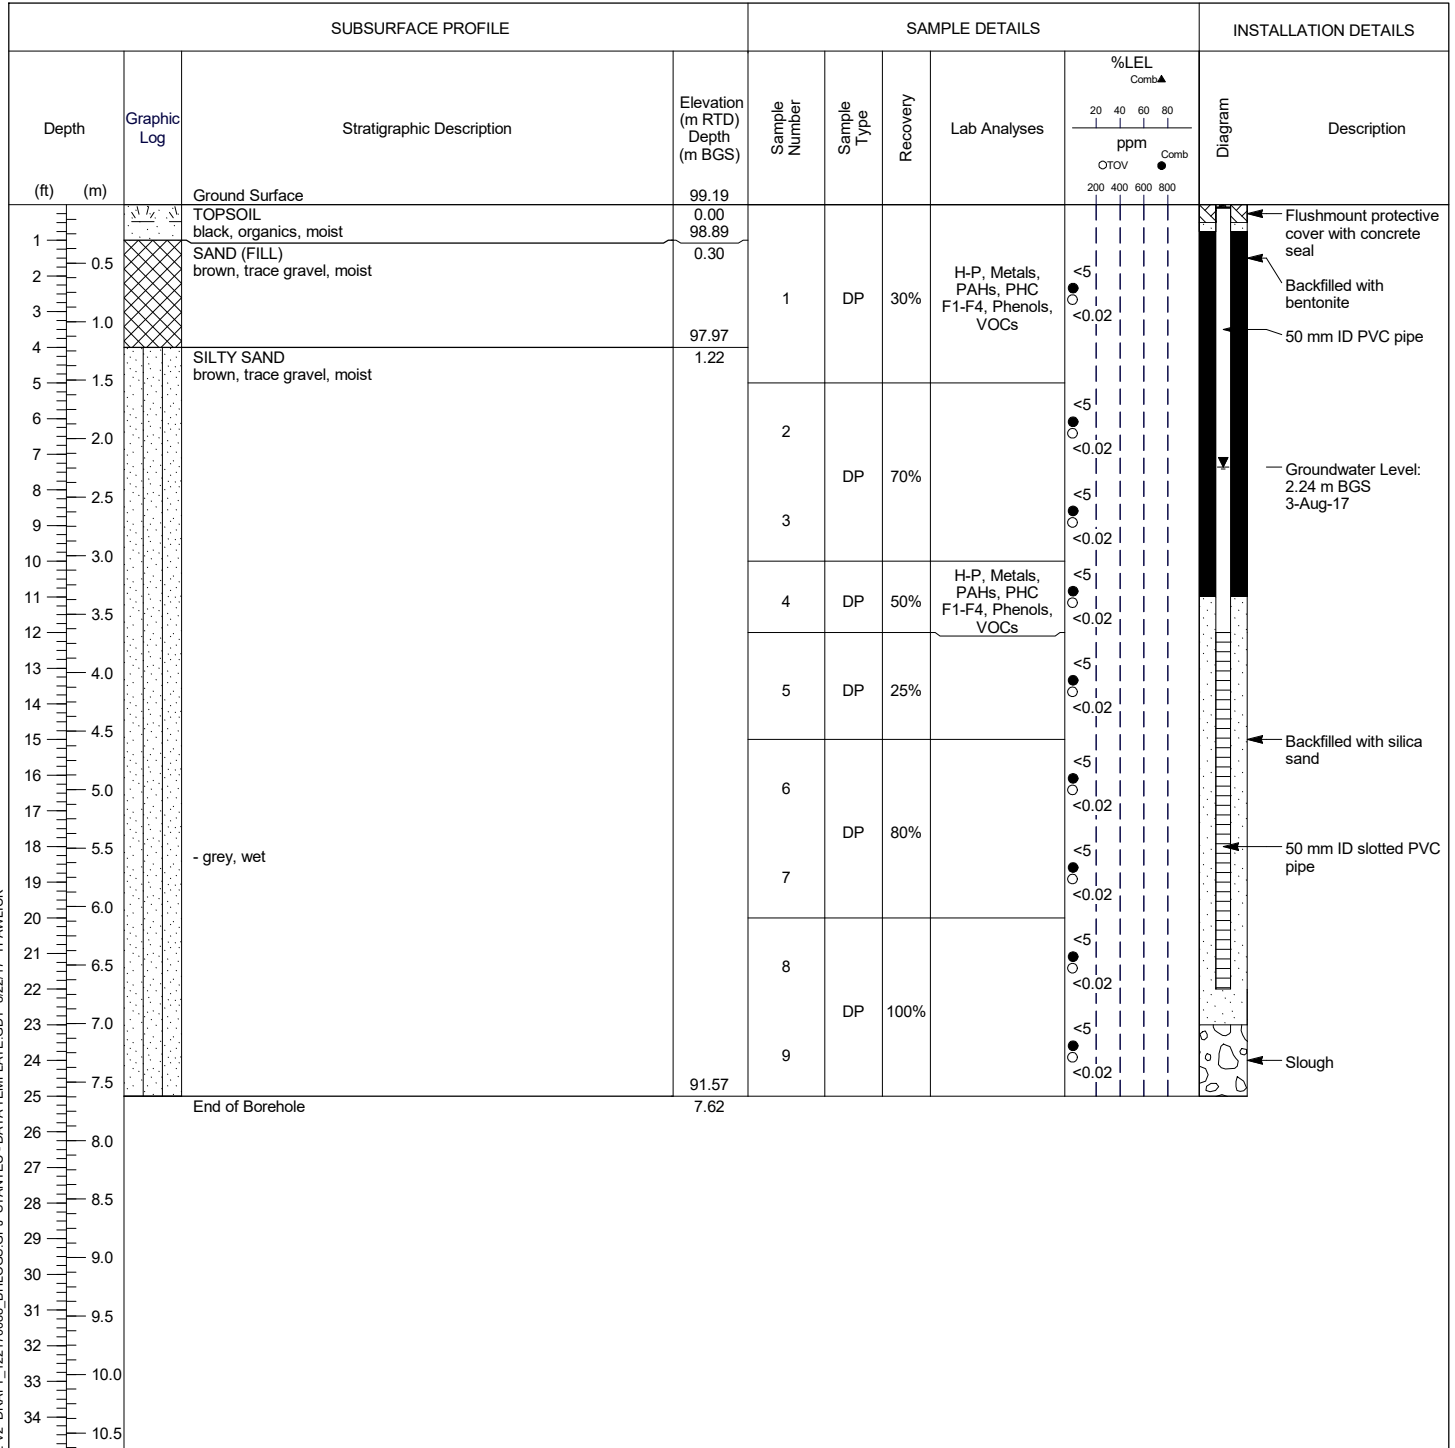 SUBSURFACE PROFILE
SAMPLE DETAILS
INSTALLATION DETAILS
Depth
(ft) (m)
Graphic
Log
Stratigraphic Description
Elevation
(m RTD)
Depth
(m BGS)
Sample
Number
Sample
Type
Recovery
Lab Analyses
%LEL
Comb▲
20 40 60 80
ppm
OTOV ● Comb
200 400 600 800
Diagram
Description
Ground Surface 99.19
TOPSOIL 0.00
black, organics, moist 98.89
SAND (FILL) 0.30
brown, trace gravel, moist
97.97
SILTY SAND 1.22
brown, trace gravel, moist
- grey, wet
91.57
End of Borehole 7.62
1
2
3
4
5
6
7
8
9
10
11
12
13
14
15
16
17
18
19
20
21
22
23
24
25
26
27
28
29
30
31
32
33
34
0.5
1.0
1.5
2.0
2.5
3.0
3.5
4.0
4.5
5.0
5.5
6.0
6.5
7.0
7.5
8.0
8.5
9.0
9.5
10.0
10.5
1 DP 30%
H-P, Metals,
PAHs, PHC
F1-F4, Phenols,
VOCs
<5
<0.02
2
<5
<0.02
DP 70%
3
<5
<0.02
4 DP 50%
H-P, Metals,
PAHs, PHC
F1-F4, Phenols,
VOCs
<5
<0.02
5 DP 25%
<5
<0.02
6
<5
<0.02
DP 80%
7
<5
<0.02
8
<5
<0.02
DP 100%
9
<5
<0.02
Flushmount protective
cover with concrete
seal
Backfilled with
bentonite
50 mm ID PVC pipe
Groundwater Level:
2.24 m BGS
3-Aug-17
Backfilled with silica
sand
50 mm ID slotted PVC
pipe
Slough